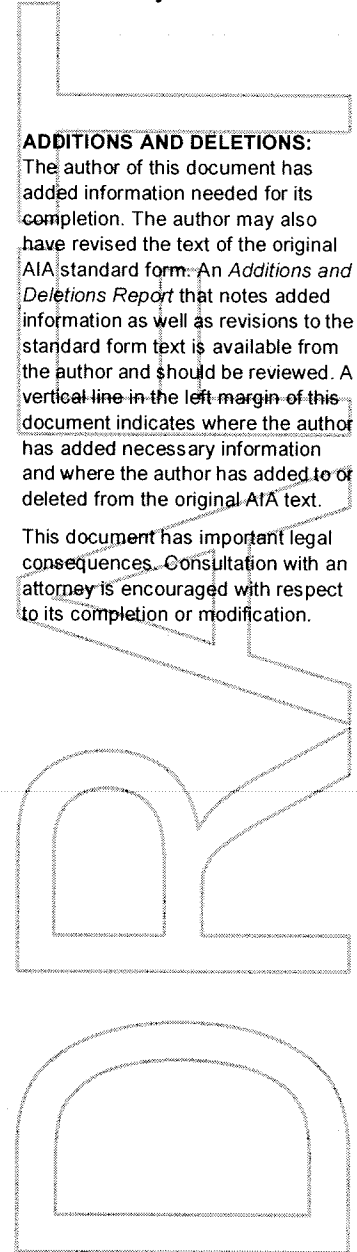 ADDITIONS AND DELETIONS:
The author of this document has
added information needed for its
completion. The author may also
have revised the text of the original
AIA standard form. An Additions and
Deletions Report that notes added
information as well as revisions to the
standard form text is available from
the author and should be reviewed. A
vertical line in the left margin of this
document indicates where the author
has added necessary information
and where the author has added to or
deleted from the original AIA text.
This document has important legal
consequences. Consultation with an
attorney is encouraged with respect
to its completion or modification.
DRAFT